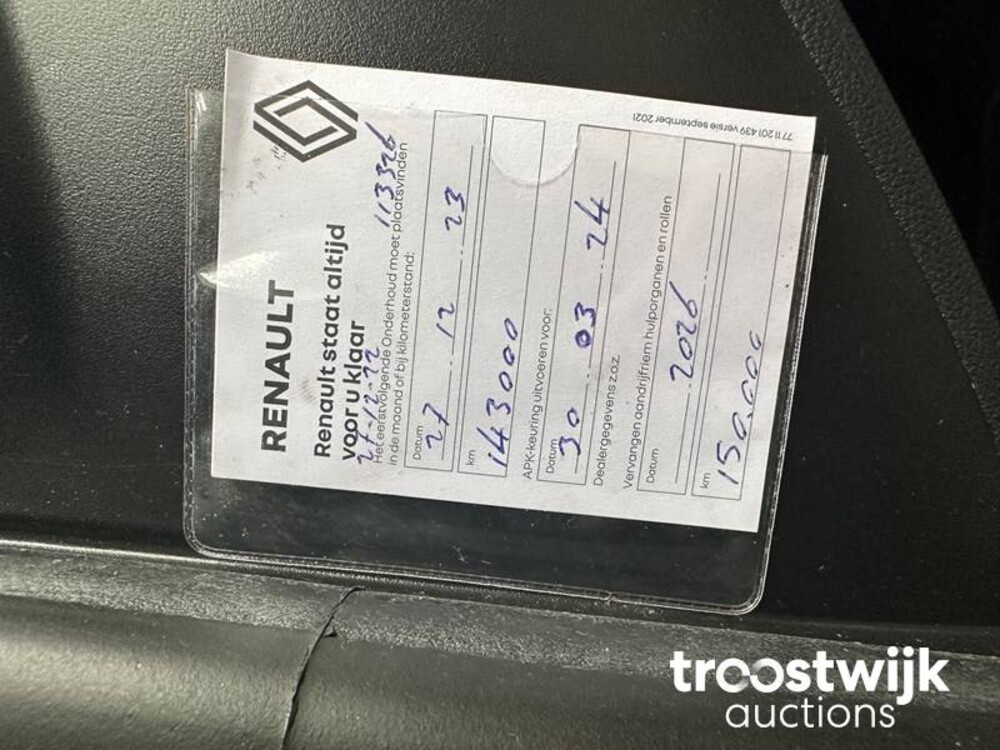 RENAULT
Renault staat altijd
voor u klaar
27-12-22 113326
Het eerstvolgende Onderhoud moet plaatsvinden
in de maand of bij kilometerstand:
Datum
27 - 12 - 23
km
143000
APK-keuring uitvoeren voor:
Datum
30 - 03 - 24
Dealergegevens z.o.z.
Vervangen aandrijfriem hulporganen en rollen
Datum
2026
km
150.000
7711 201 439 versie september 2021
troostwijk
auctions